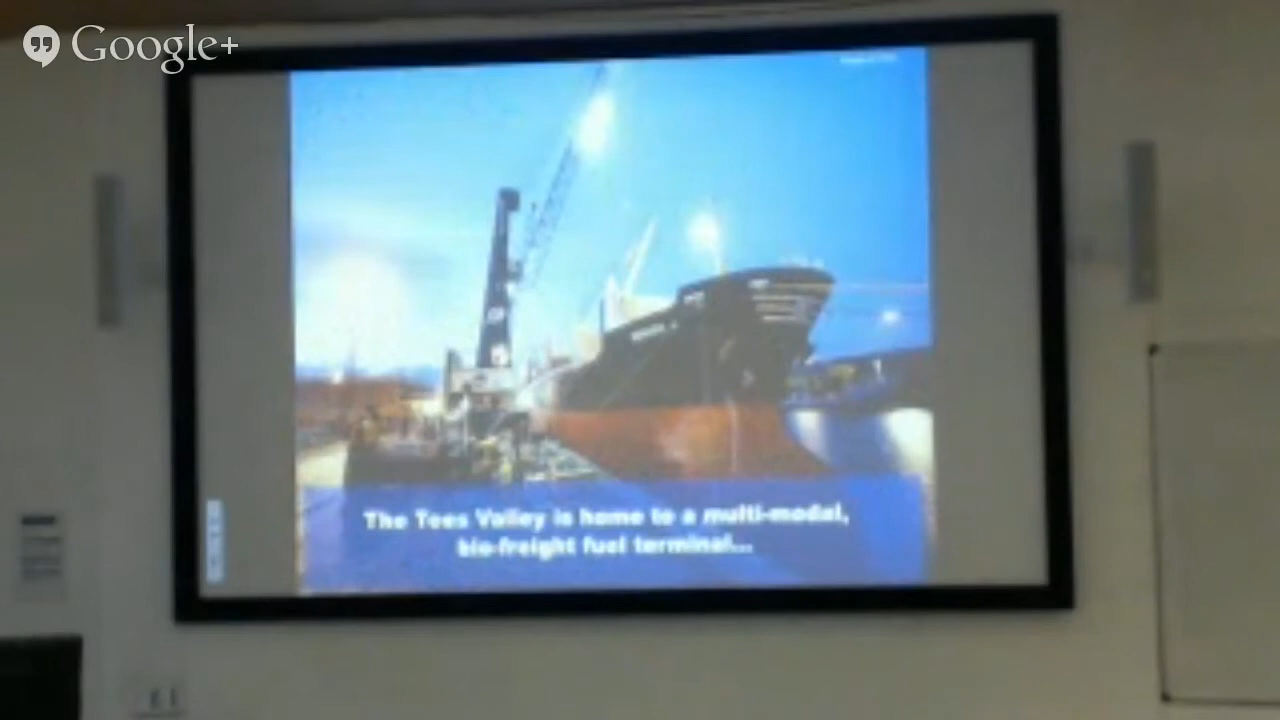 Google+
The Tees Valley is home to a multi-modal,
bio-freight fuel terminal...